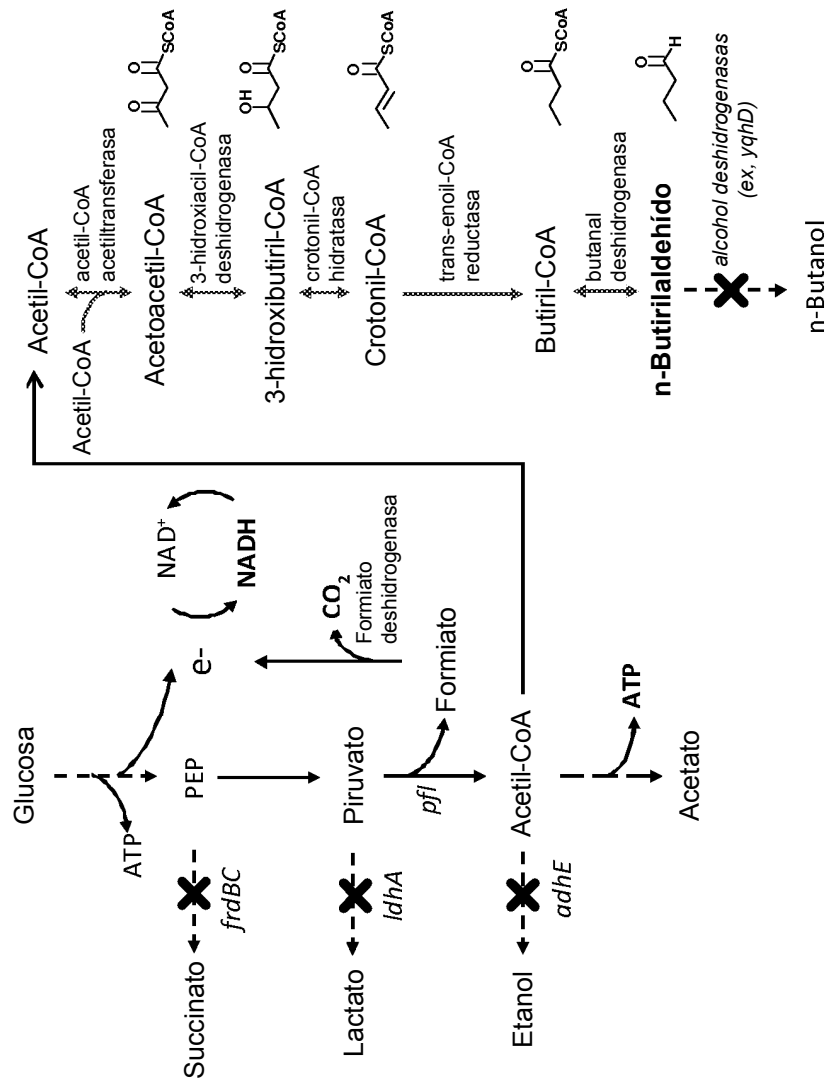 Glucosa
ATP
PEP
e-
NAD⁺
NADH
Succinato
frdBC
Lactato
ldhA
Piruvato
pfl
Formiato
CO₂
Formiato
deshidrogenasa
Etanol
adhE
Acetil-CoA
ATP
Acetato
Acetil-CoA
Acetil-CoA
acetil-CoA
acetiltransferasa
O
O
SCoA
Acetoacetil-CoA
3-hidroxiacil-CoA
deshidrogenasa
OH
O
SCoA
3-hidroxibutiril-CoA
crotonil-CoA
hidratasa
O
SCoA
Crotonil-CoA
trans-enoil-CoA
reductasa
O
SCoA
Butiril-CoA
butanal
deshidrogenasa
O
H
n-Butirilaldehído
alcohol deshidrogenasas
(ex, yqhD)
n-Butanol